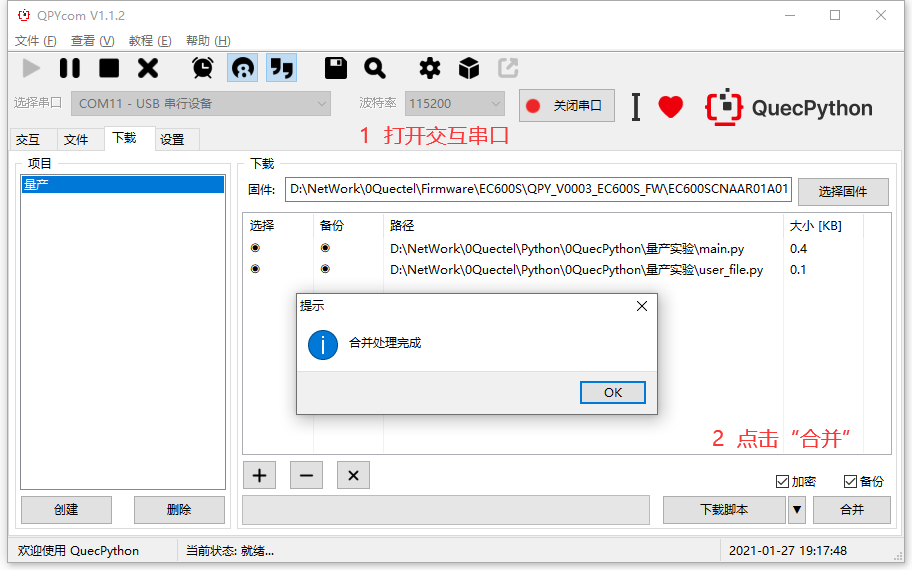 QPYcom V1.1.2
文件 (F) 查看 (V) 教程 (E) 帮助 (H)
选择串口 COM11 - USB 串行设备 波特率 115200 关闭串口 QuecPython
1 打开交互串口
交互 文件 下载 设置
项目
量产
创建 删除
下载
固件: D:\NetWork\0Quectel\Firmware\EC600S\QPY_V0003_EC600S_FW\EC600SCNAAR01A01 选择固件
选择 备份 路径 大小 [KB]
D:\NetWork\0Quectel\Python\0QuecPython\量产实验\main.py 0.4
D:\NetWork\0Quectel\Python\0QuecPython\量产实验\user_file.py 0.1
提示
合并处理完成
OK
2 点击“合并”
加密 备份
下载脚本 合并
欢迎使用 QuecPython 当前状态: 就绪... 2021-01-27 19:17:48